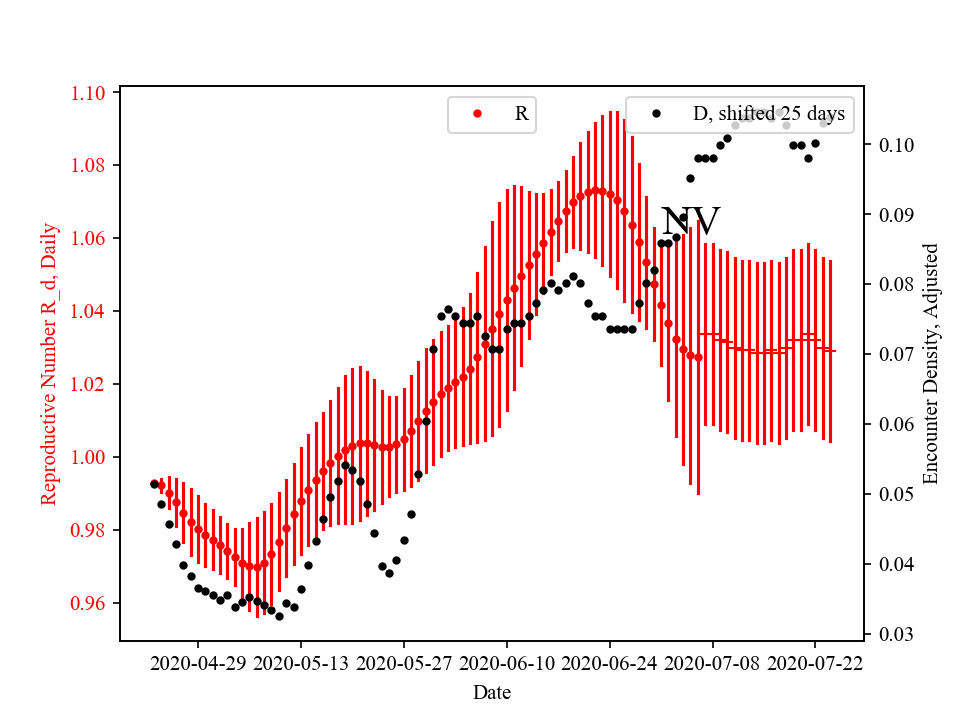 R
D, shifted 25 days
NV
Reproductive Number R_d, Daily
1.10
1.08
1.06
1.04
1.02
1.00
0.98
0.96
0.10
0.09
0.08
0.07
0.06
0.05
0.04
0.03
Encounter Density, Adjusted
2020-04-29 2020-05-13 2020-05-27 2020-06-10 2020-06-24 2020-07-08 2020-07-22
Date